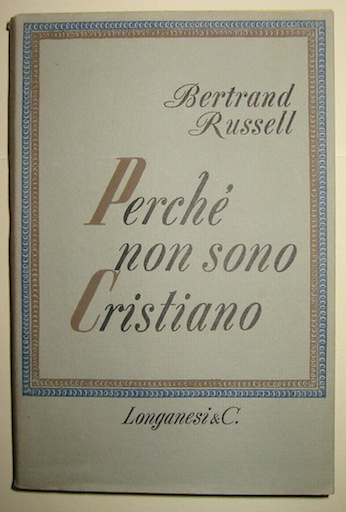 Bertrand
Russell
Perché
non sono
Cristiano
Longanesi & C.